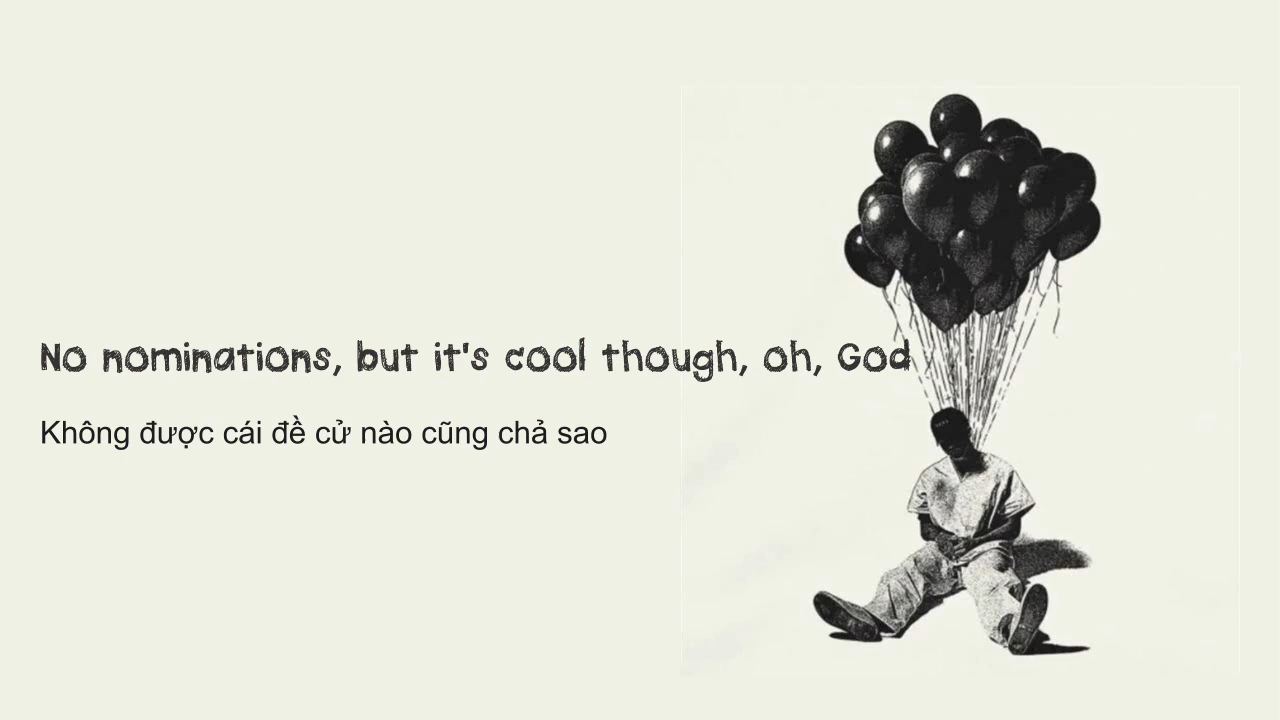 No nominations, but it's cool though, oh, God
Không được cái đề cử nào cũng chả sao